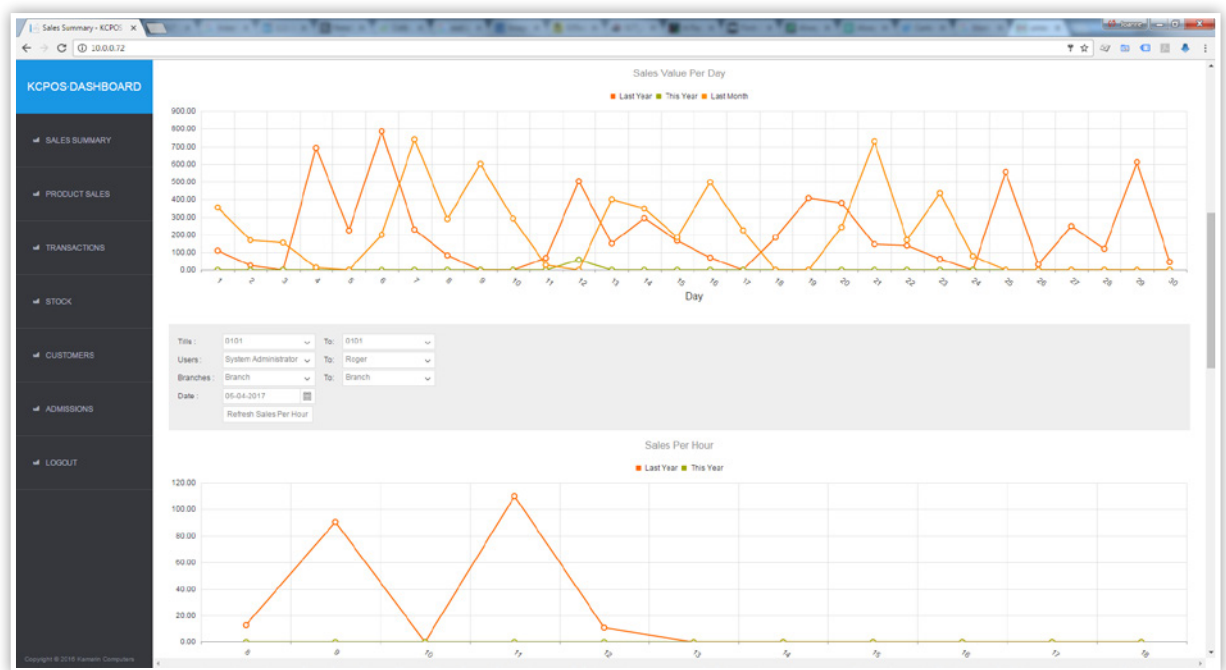 Sales Summary - KCPOS
10.0.0.72
KCPOS-DASHBOARD
SALES SUMMARY
PRODUCT SALES
TRANSACTIONS
STOCK
CUSTOMERS
ADMISSIONS
LOGOUT
Sales Value Per Day
Last Year This Year Last Month
900.00
800.00
700.00
600.00
500.00
400.00
300.00
200.00
100.00
0.00
1 2 3 4 5 6 7 8 9 10 11 12 13 14 15 16 17 18 19 20 21 22 23 24 25 26 27 28 29 30
Day
Tills : 0101 To: 0101
Users : System Administrator To: Roger
Branches : Branch To: Branch
Date : 05-04-2017
Refresh Sales Per Hour
Sales Per Hour
Last Year This Year
120.00
100.00
80.00
60.00
40.00
20.00
0.00
8 9 10 11 12 13 14 15 16 17 18
Copyright © 2016 Kamerin Computers